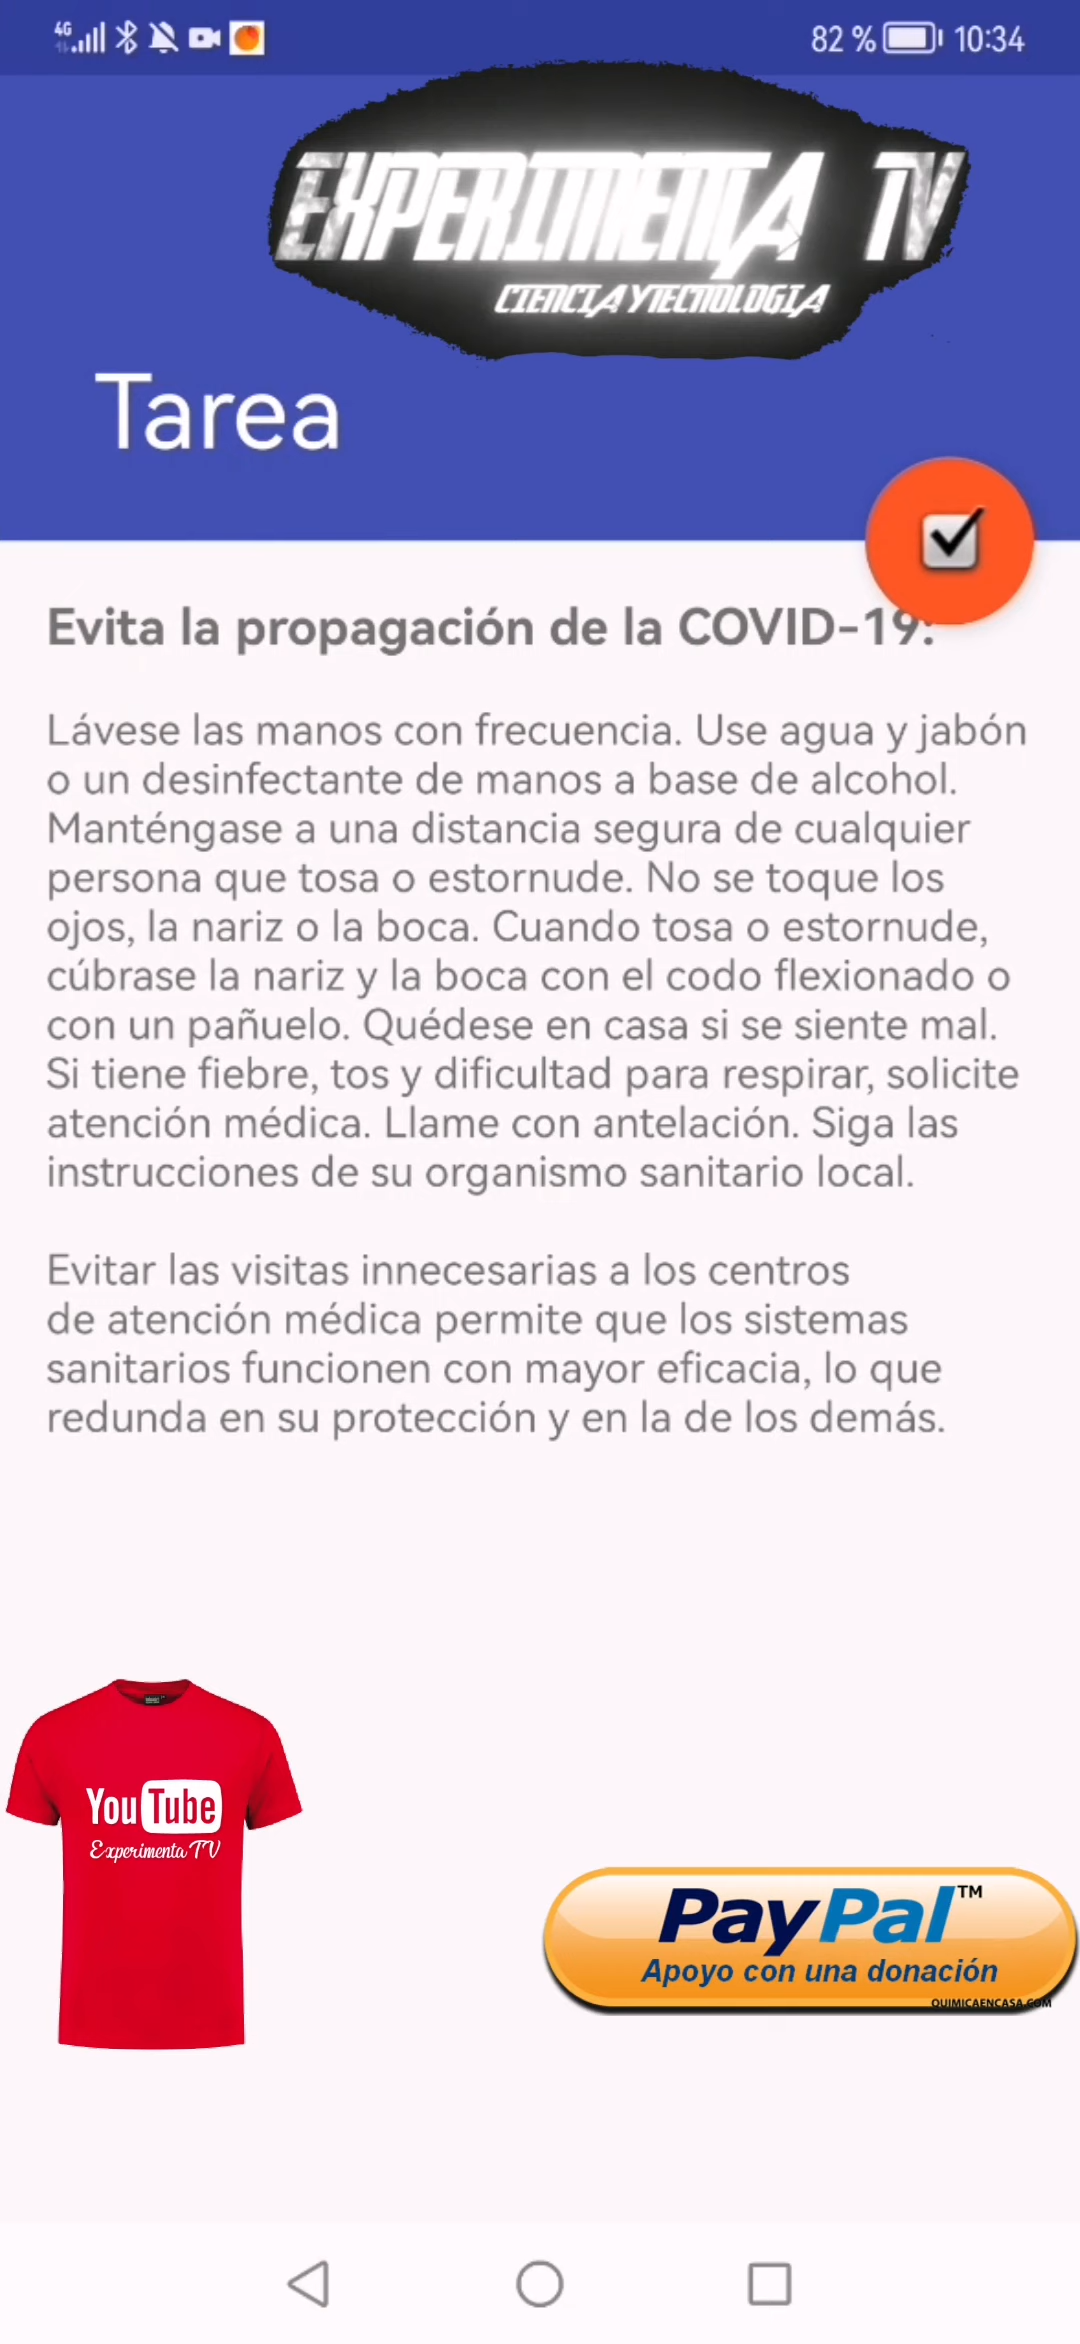 4G 82 % 10:34
EXPERIMENTA TV
CIENCIA Y TECNOLOGIA
Tarea
Evita la propagación de la COVID-19:
Lávese las manos con frecuencia. Use agua y jabón
o un desinfectante de manos a base de alcohol.
Manténgase a una distancia segura de cualquier
persona que tosa o estornude. No se toque los
ojos, la nariz o la boca. Cuando tosa o estornude,
cúbrase la nariz y la boca con el codo flexionado o
con un pañuelo. Quédese en casa si se siente mal.
Si tiene fiebre, tos y dificultad para respirar, solicite
atención médica. Llame con antelación. Siga las
instrucciones de su organismo sanitario local.
Evitar las visitas innecesarias a los centros
de atención médica permite que los sistemas
sanitarios funcionen con mayor eficacia, lo que
redunda en su protección y en la de los demás.
YouTube
Experimenta TV
PayPal™
Apoyo con una donación
QUIMICAENCASA.COM